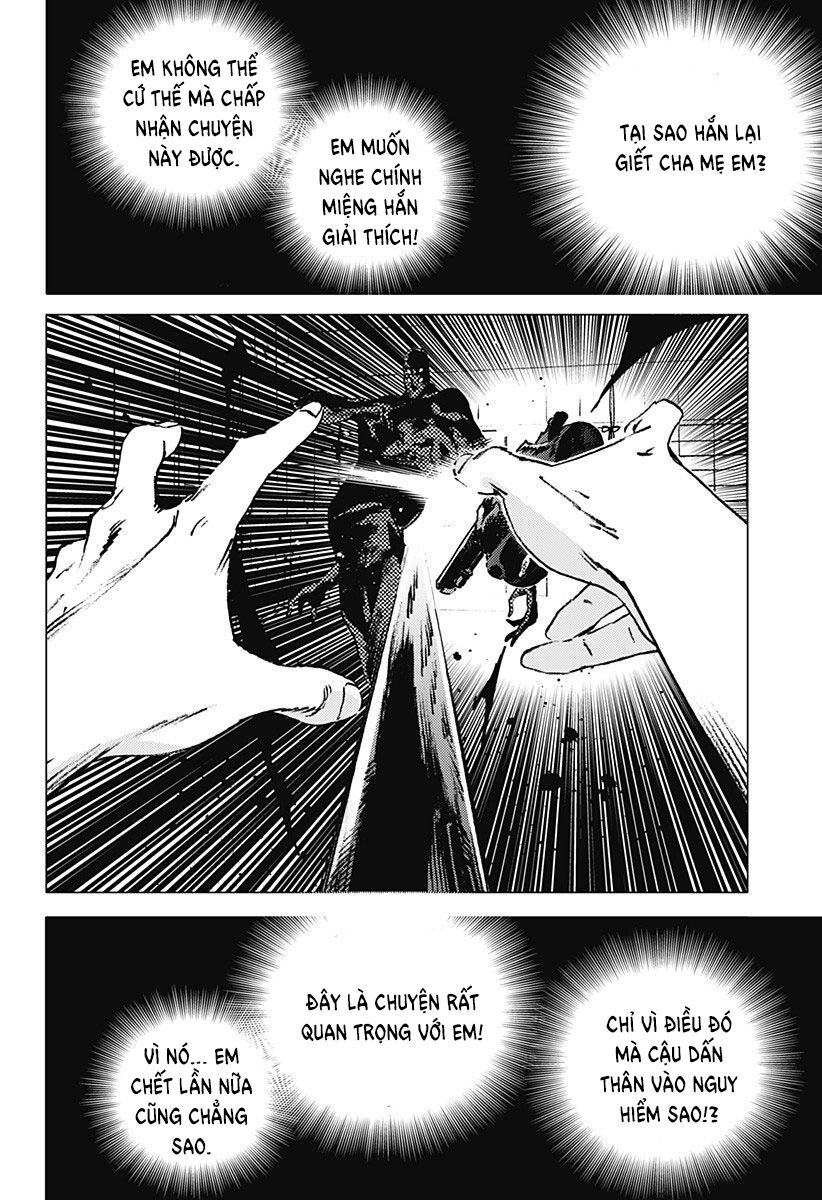 TẠI SAO HẮN LẠI
GIẾT CHA MẸ EM?
EM MUỐN
NGHE CHÍNH
MIỆNG HẮN
GIẢI THÍCH!
EM KHÔNG THỂ
CỨ THẾ MÀ CHẤP
NHẬN CHUYỆN
NÀY ĐƯỢC.
CHỈ VÌ ĐIỀU ĐÓ
MÀ CẬU DẤN
THÂN VÀO NGUY
HIỂM SAO!?
ĐÂY LÀ CHUYỆN RẤT
QUAN TRỌNG VỚI EM!
VÌ NÓ... EM
CHẾT LẦN NỮA
CŨNG CHẲNG
SAO.